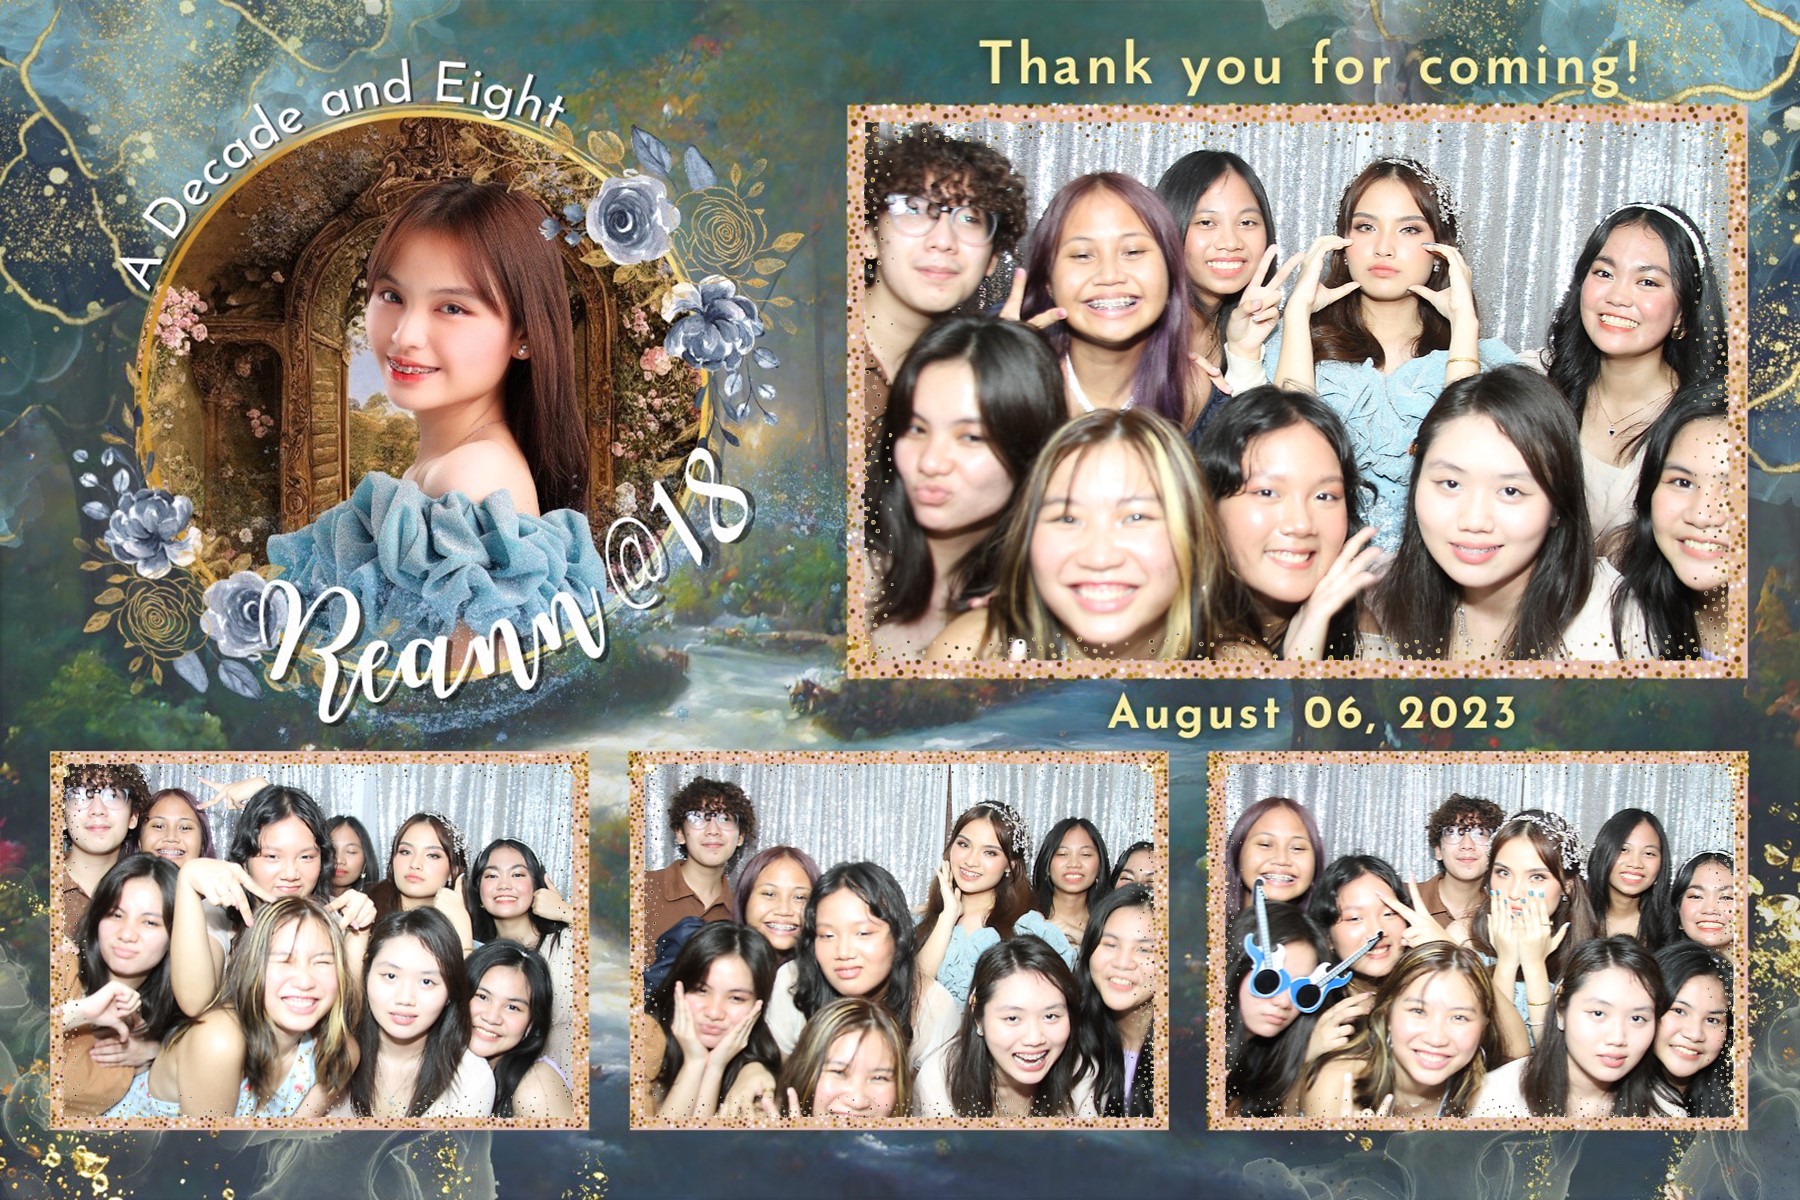 A Decade and Eight
Reann @ 18
Thank you for coming!
August 06, 2023